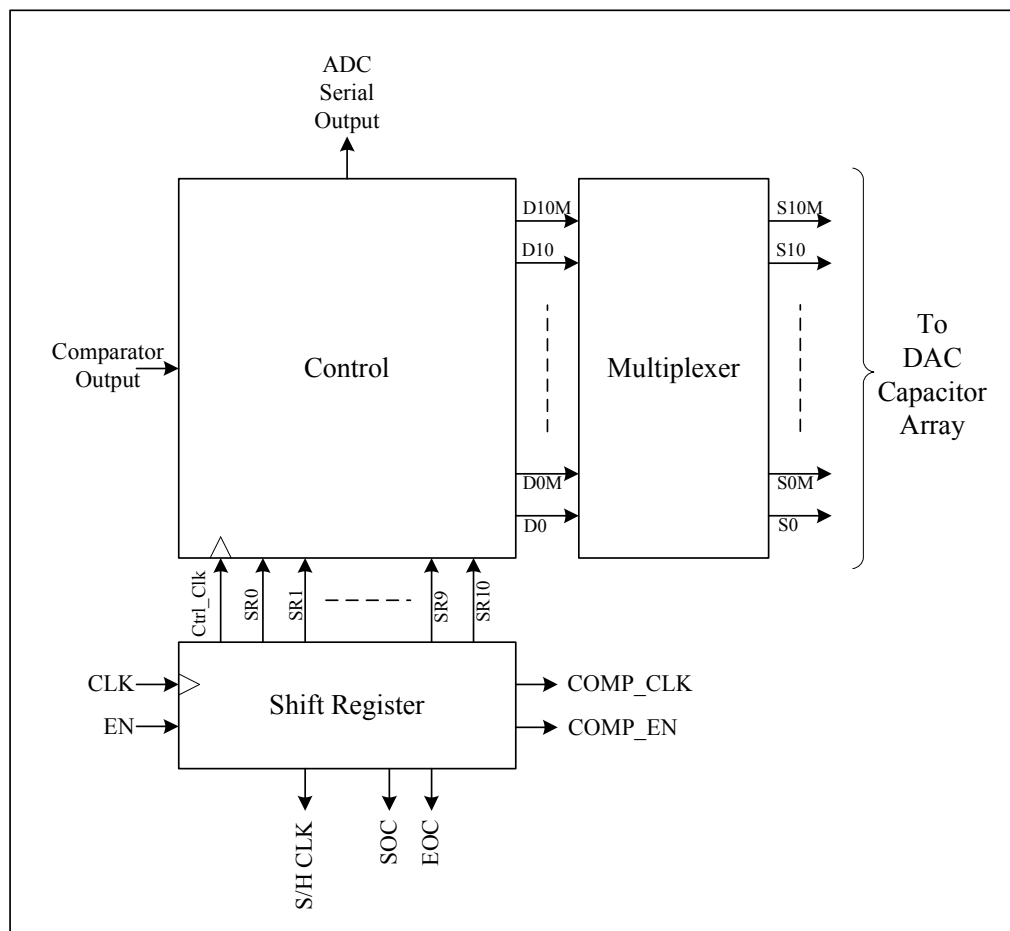 ADC
Serial
Output
D10M
D10
S10M
S10
Comparator
Output
Control
Multiplexer
To
DAC
Capacitor
Array
D0M
D0
S0M
S0
Ctrl_Clk
SR0
SR1
SR9
SR10
CLK
EN
Shift Register
COMP_CLK
COMP_EN
S/H CLK
SOC
EOC